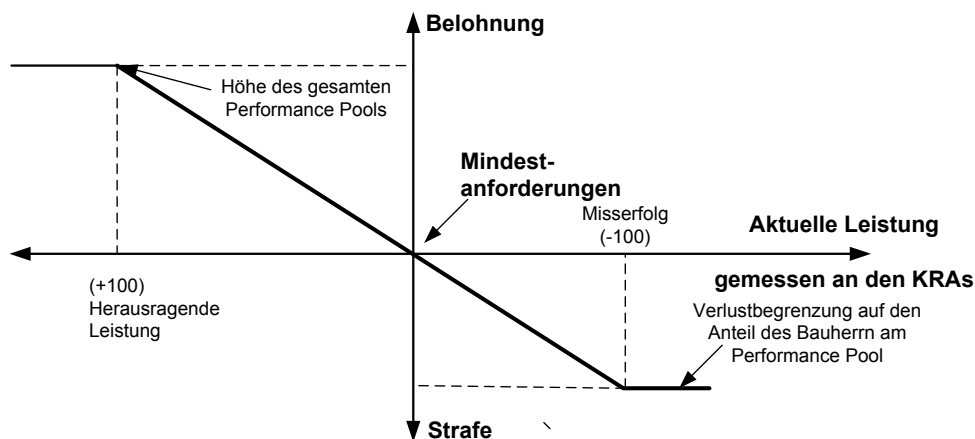 Belohnung
Höhe des gesamten
Performance Pools
Mindest-
anforderungen
Misserfolg
(-100)
Aktuelle Leistung
gemessen an den KRAs
(+100)
Herausragende
Leistung
Verlustbegrenzung auf den
Anteil des Bauherrn am
Performance Pool
Strafe